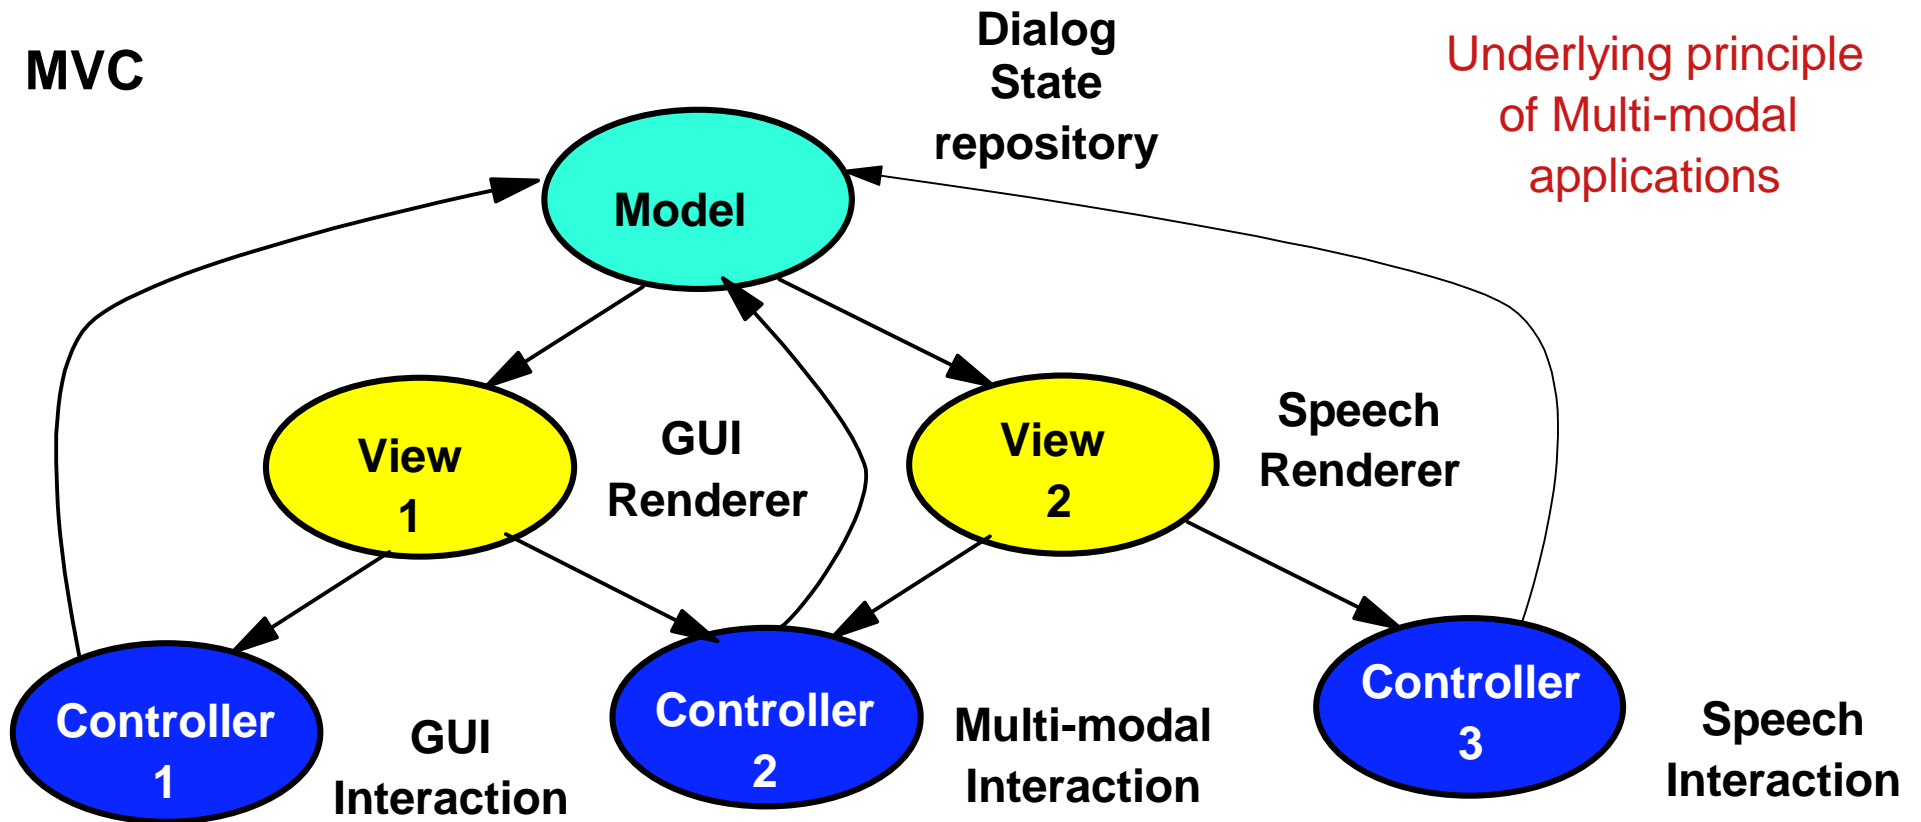 MVC
Dialog
State
repository
Underlying principle
of Multi-modal
applications
Model
View
1
GUI
Renderer
View
2
Speech
Renderer
Controller
1
GUI
Interaction
Controller
2
Multi-modal
Interaction
Controller
3
Speech
Interaction